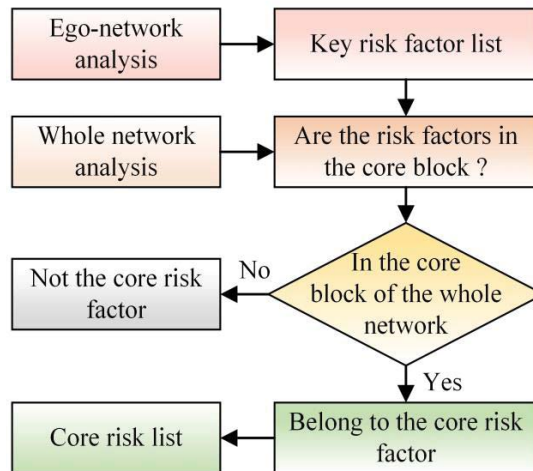 Ego-network
analysis
Key risk factor list
Whole network
analysis
Are the risk factors in
the core block ?
In the core
block of the whole
network
No
Not the core risk
factor
Yes
Belong to the core risk
factor
Core risk list